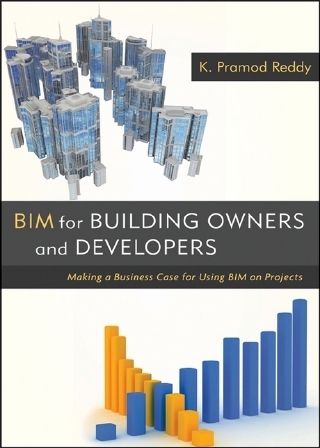 K. Pramod Reddy
BIM for BUILDING OWNERS
and DEVELOPERS
Making a Business Case for Using BIM on Projects